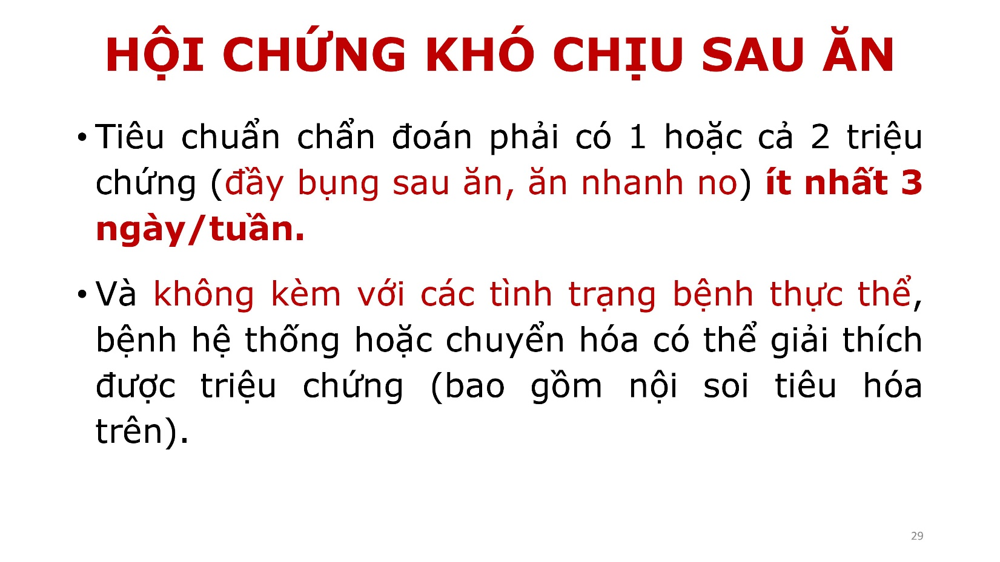 HỘI CHỨNG KHÓ CHỊU SAU ĂN
• Tiêu chuẩn chẩn đoán phải có 1 hoặc cả 2 triệu
chứng (đầy bụng sau ăn, ăn nhanh no) ít nhất 3
ngày/tuần.
• Và không kèm với các tình trạng bệnh thực thể,
bệnh hệ thống hoặc chuyển hóa có thể giải thích
được triệu chứng (bao gồm nội soi tiêu hóa
trên).
29